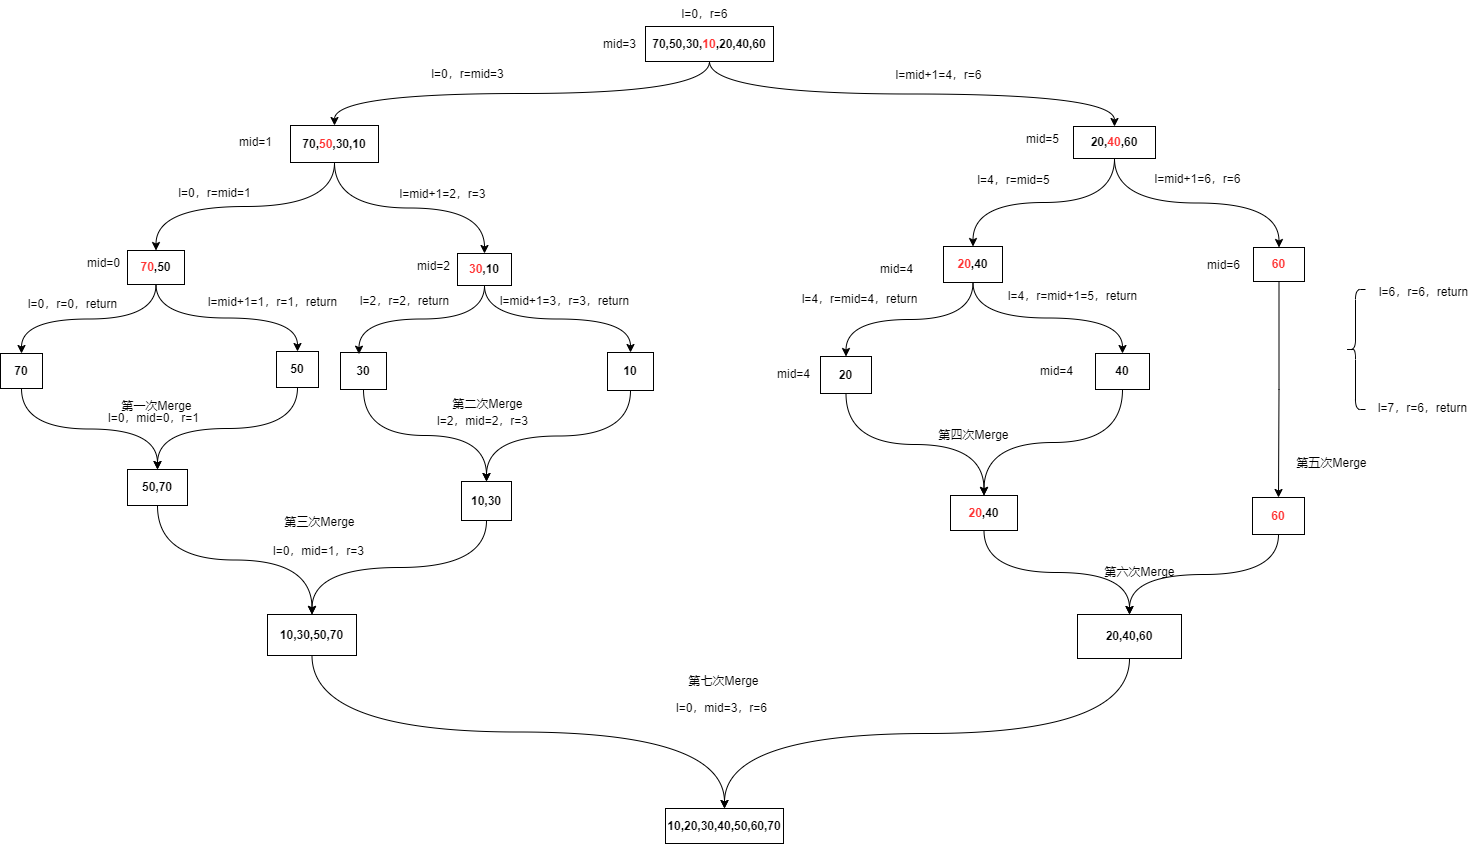 l=0，r=6
mid=3
70,50,30,10,20,40,60
l=0，r=mid=3
l=mid+1=4，r=6
mid=1
70,50,30,10
mid=5
20,40,60
l=0，r=mid=1
l=mid+1=2，r=3
l=4，r=mid=5
l=mid+1=6，r=6
mid=0
70,50
mid=2
30,10
mid=4
20,40
mid=6
60
l=0，r=0，return
l=mid+1=1，r=1，return
l=2，r=2，return
l=mid+1=3，r=3，return
l=4，r=mid=4，return
l=4，r=mid+1=5，return
l=6，r=6，return
70
50
30
10
mid=4
20
mid=4
40
l=7，r=6，return
第一次Merge
l=0，mid=0，r=1
第二次Merge
l=2，mid=2，r=3
第四次Merge
第五次Merge
50,70
10,30
20,40
60
第三次Merge
l=0，mid=1，r=3
第六次Merge
10,30,50,70
20,40,60
第七次Merge
l=0，mid=3，r=6
10,20,30,40,50,60,70